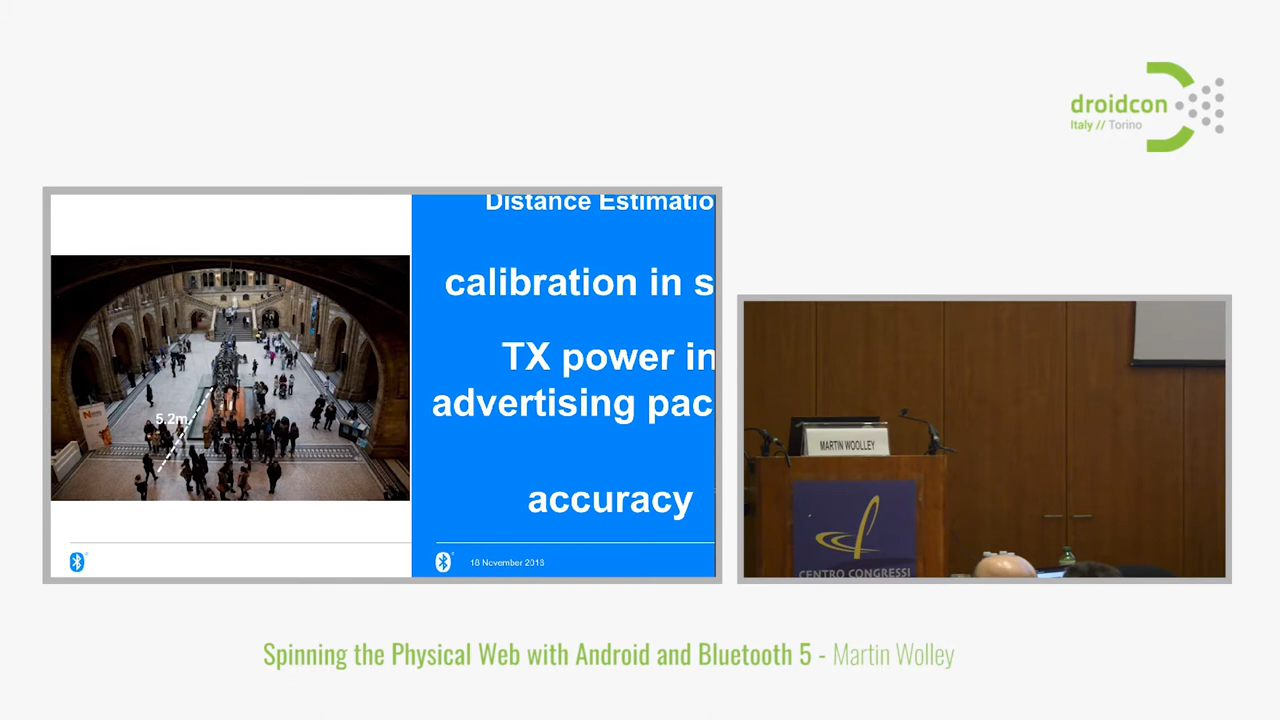 droidcon
Italy // Torino
Distance Estimatio
calibration in s
TX power in
advertising pac
accuracy
5.2m
18 November 2018
MARTIN WOOLLEY
CENTRO CONGRESSI
Spinning the Physical Web with Android and Bluetooth 5 - Martin Wolley